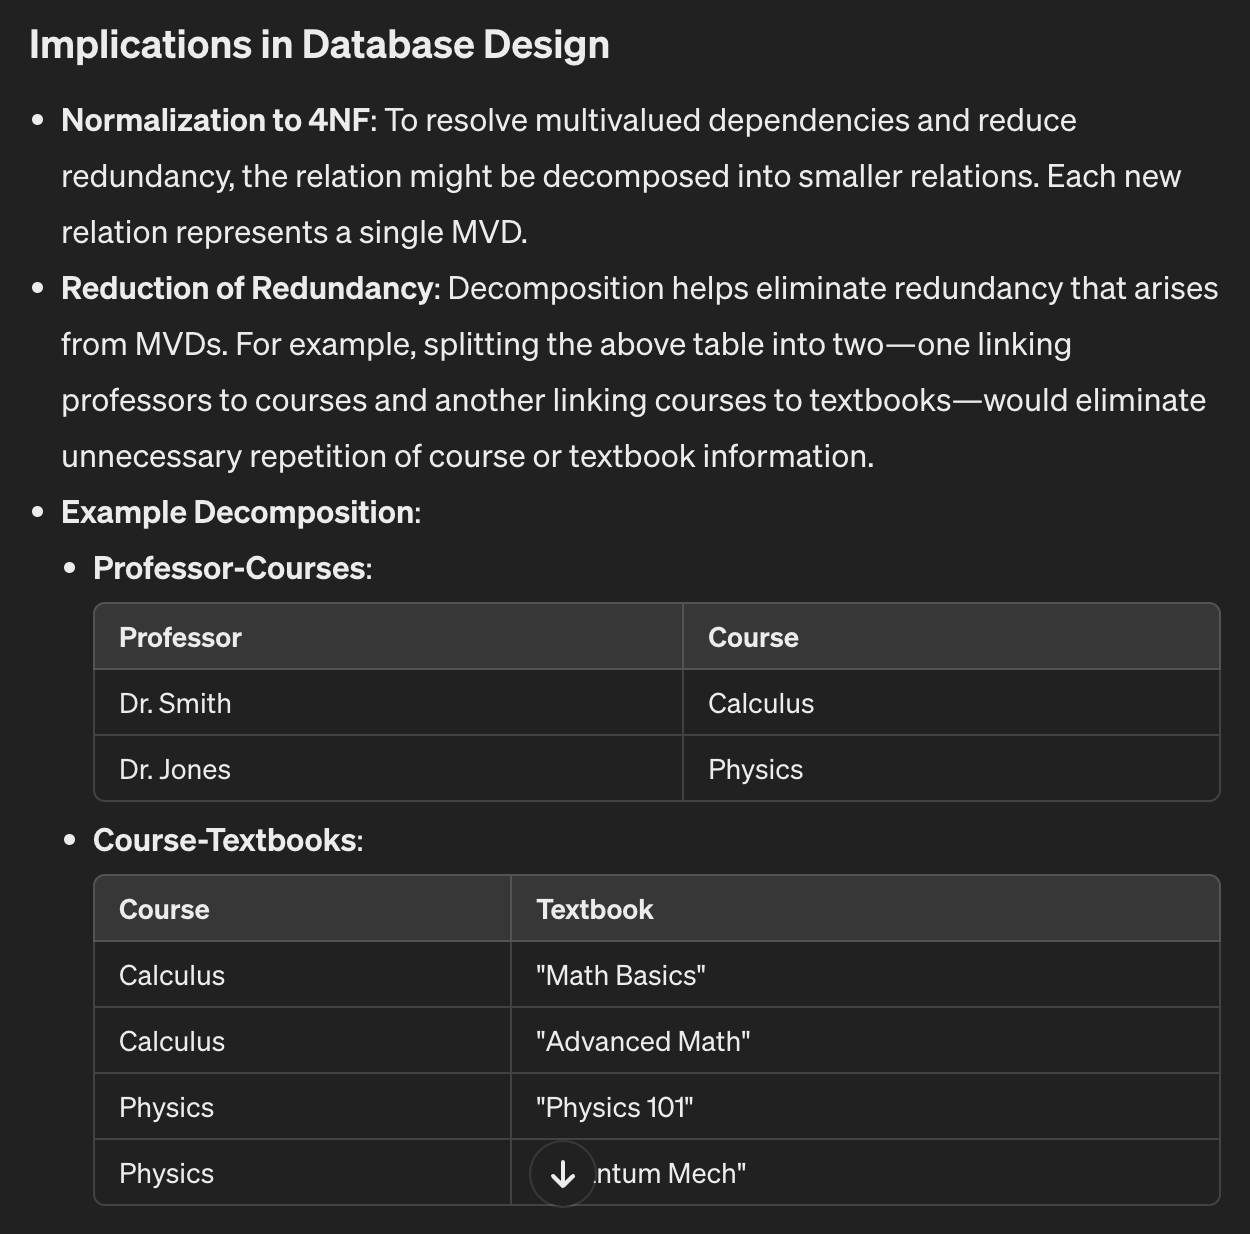 Implications in Database Design
• Normalization to 4NF: To resolve multivalued dependencies and reduce
redundancy, the relation might be decomposed into smaller relations. Each new
relation represents a single MVD.
• Reduction of Redundancy: Decomposition helps eliminate redundancy that arises
from MVDs. For example, splitting the above table into two—one linking
professors to courses and another linking courses to textbooks—would eliminate
unnecessary repetition of course or textbook information.
• Example Decomposition:
• Professor-Courses:
Professor Course
Dr. Smith Calculus
Dr. Jones Physics
• Course-Textbooks:
Course Textbook
Calculus "Math Basics"
Calculus "Advanced Math"
Physics "Physics 101"
Physics Mech"